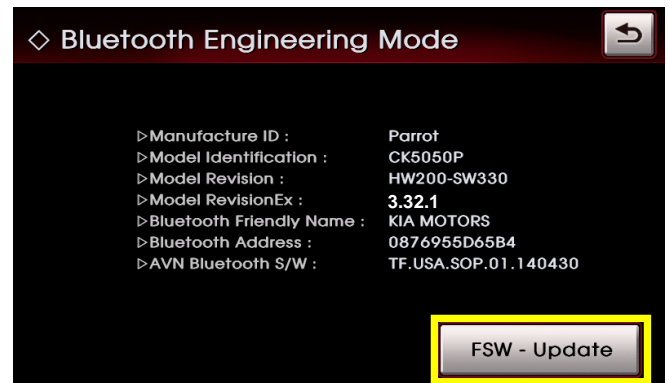 ◇ Bluetooth Engineering Mode
▷Manufacture ID : Parrot
▷Model Identification : CK5050P
▷Model Revision : HW200-SW330
▷Model RevisionEx : 3.32.1
▷Bluetooth Friendly Name : KIA MOTORS
▷Bluetooth Address : 0876955D65B4
▷AVN Bluetooth S/W : TF.USA.SOP.01.140430
FSW - Update